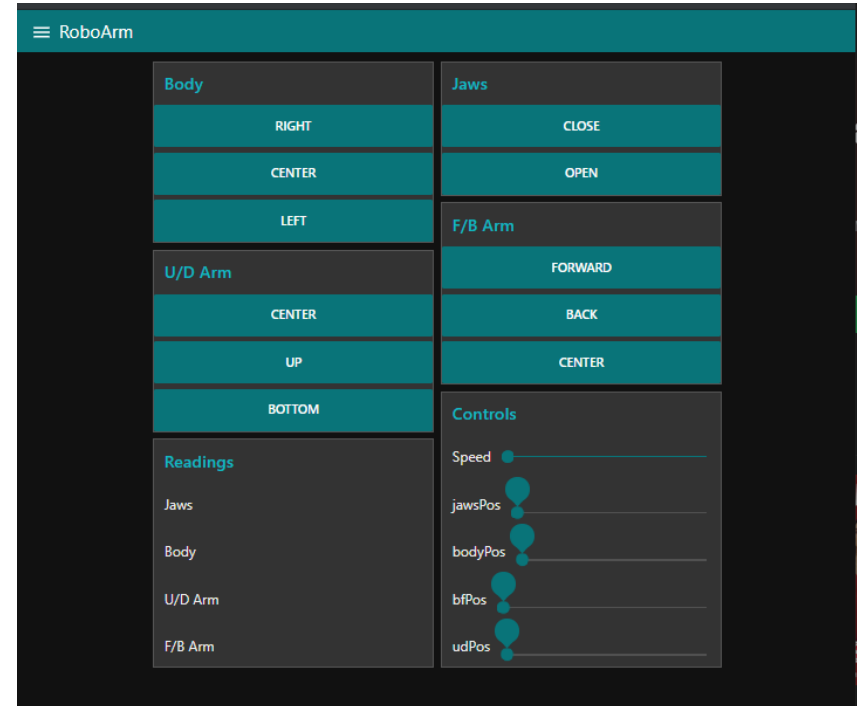 RoboArm
Body
RIGHT
CENTER
LEFT
U/D Arm
CENTER
UP
BOTTOM
Readings
Jaws
Body
U/D Arm
F/B Arm
Jaws
CLOSE
OPEN
F/B Arm
FORWARD
BACK
CENTER
Controls
Speed
jawsPos
bodyPos
bfPos
udPos